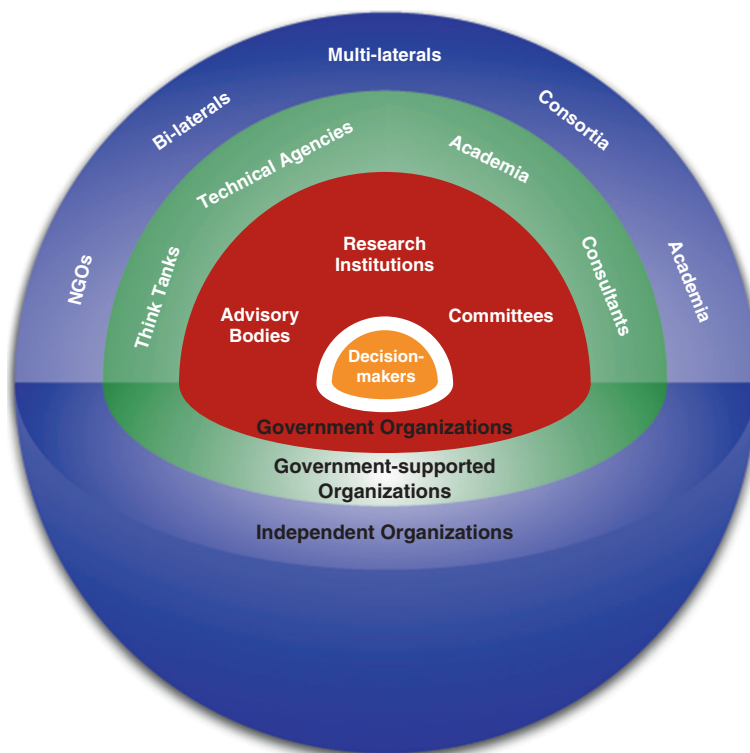 Multi-laterals
Bi-laterals
Consortia
Technical Agencies
Academia
NGOs
Think Tanks
Research
Institutions
Consultants
Academia
Advisory
Bodies
Committees
Decision-
makers
Government Organizations
Government-supported
Organizations
Independent Organizations